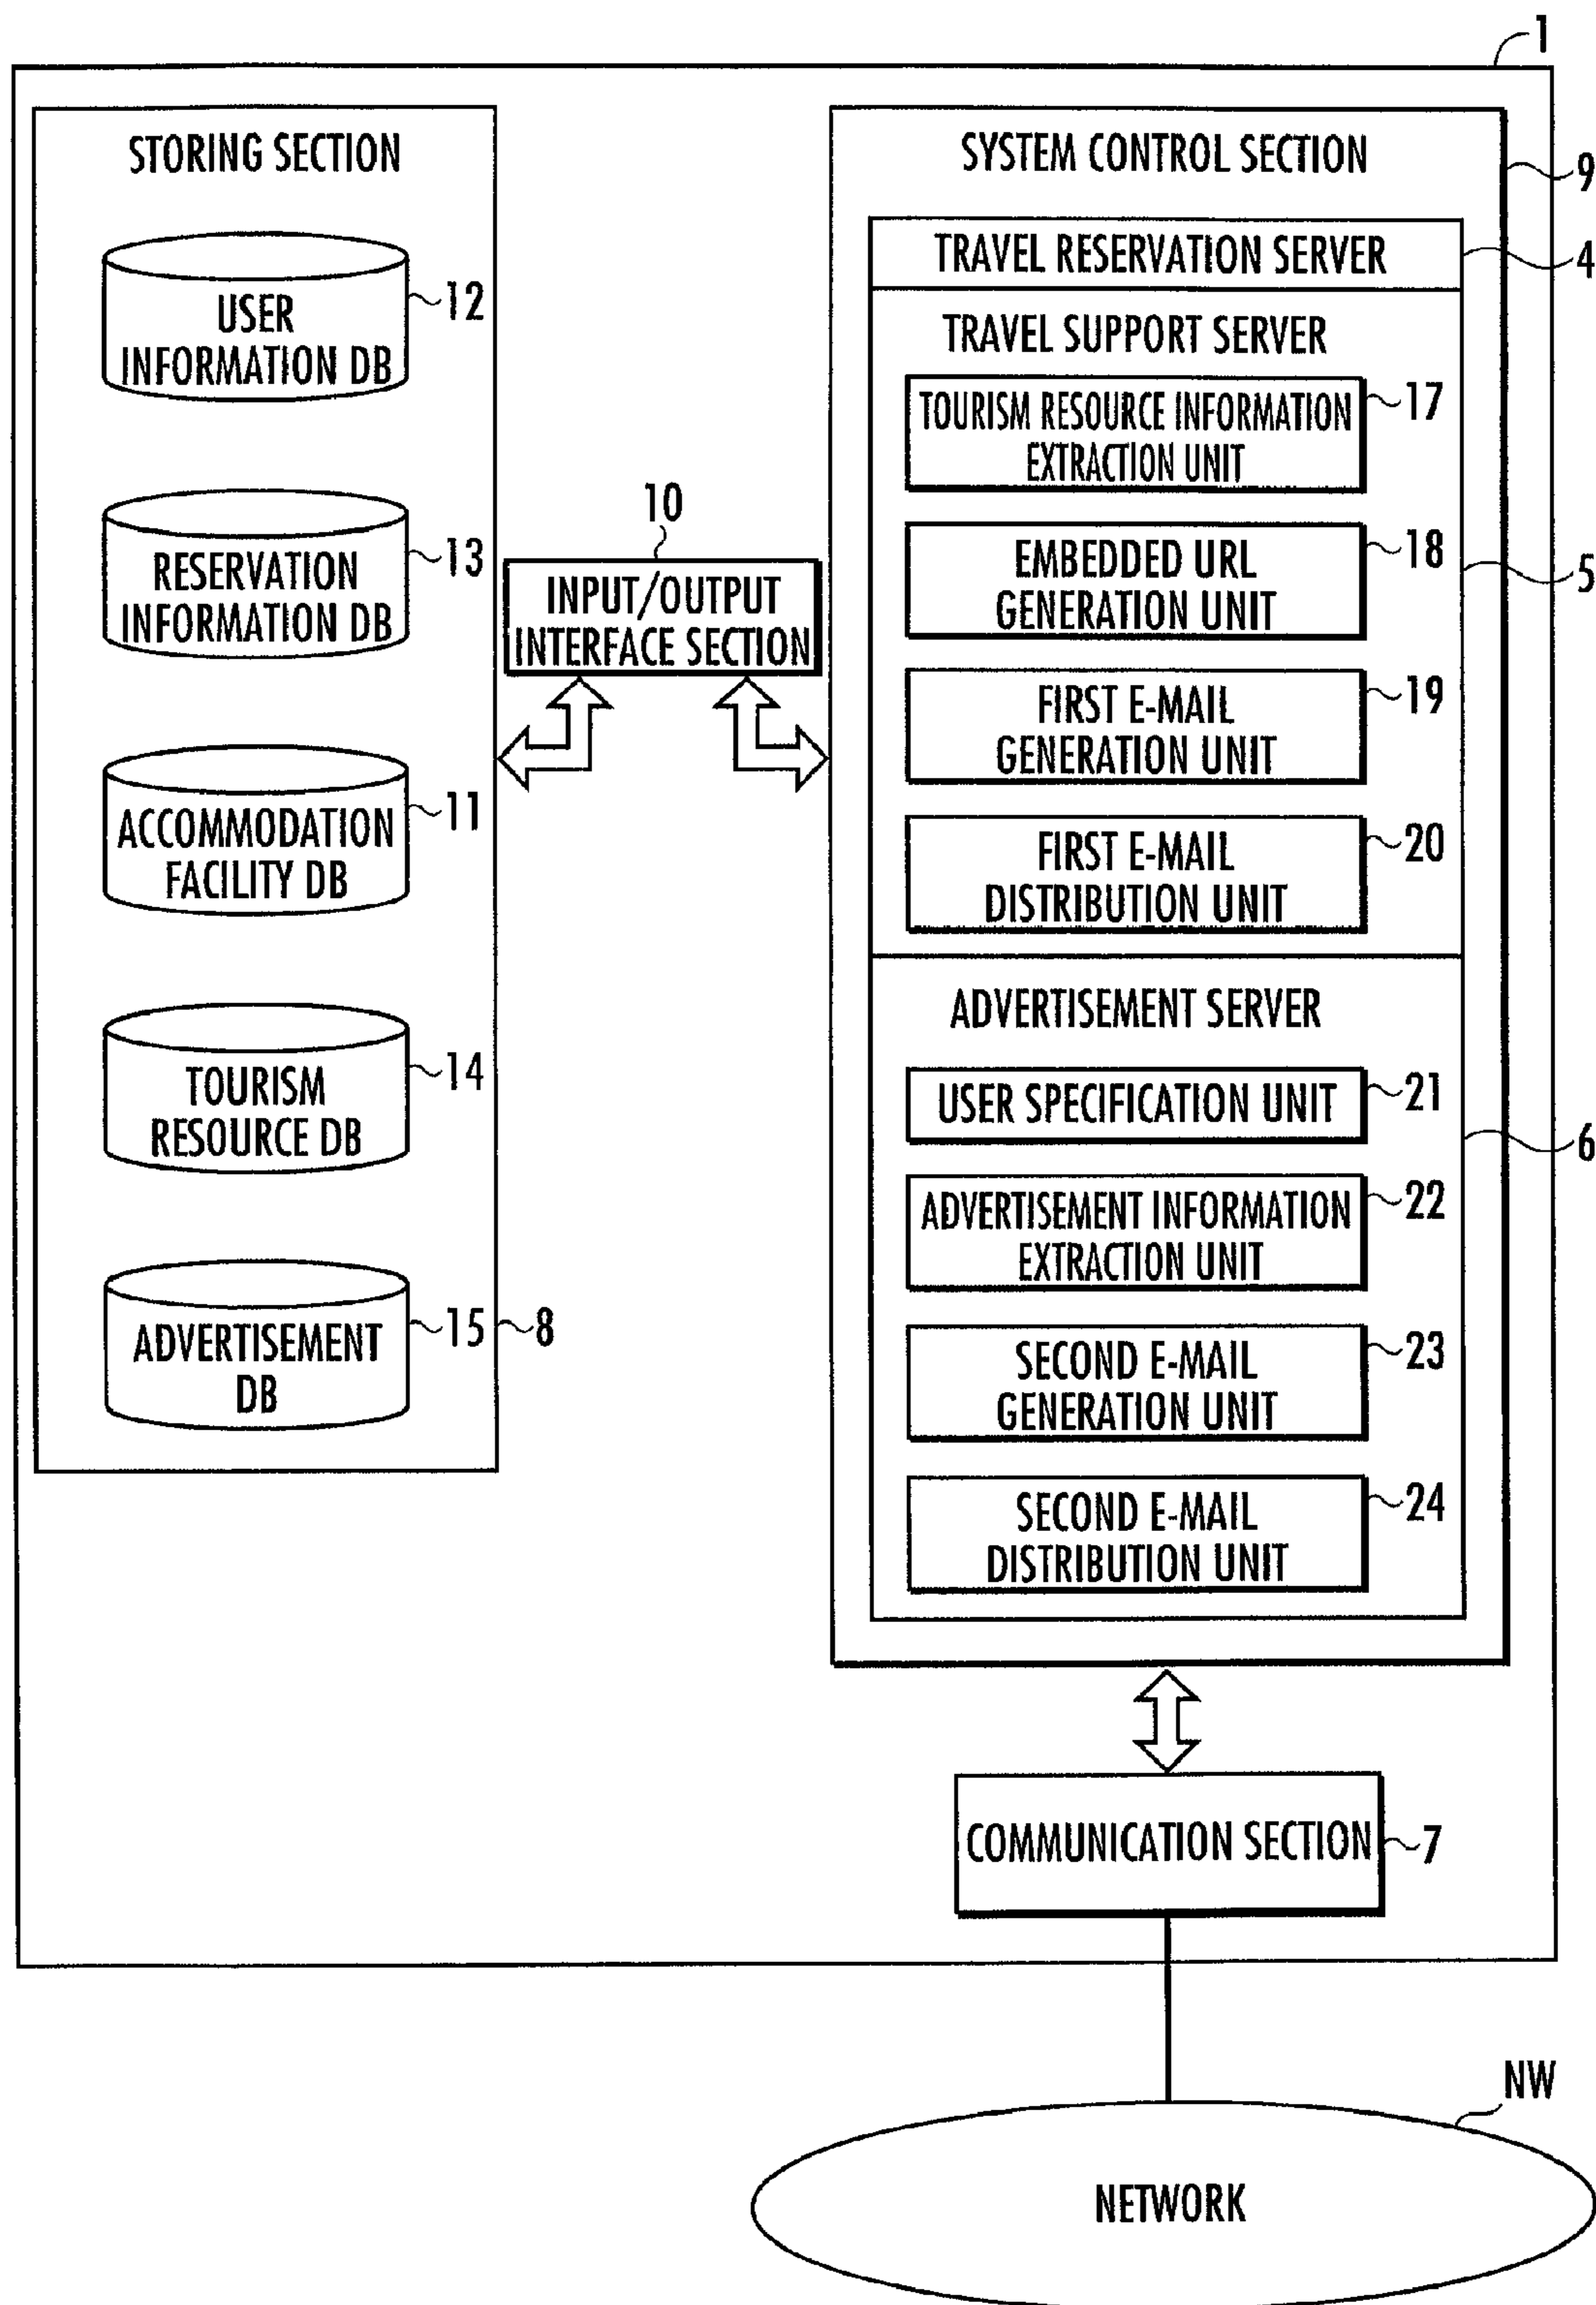 1
STORING SECTION
USER
INFORMATION DB
12
RESERVATION
INFORMATION DB
13
ACCOMMODATION
FACILITY DB
11
TOURISM
RESOURCE DB
14
ADVERTISEMENT
DB
15
8
10
INPUT/OUTPUT
INTERFACE SECTION
SYSTEM CONTROL SECTION
9
TRAVEL RESERVATION SERVER
4
TRAVEL SUPPORT SERVER
TOURISM RESOURCE INFORMATION
EXTRACTION UNIT
17
EMBEDDED URL
GENERATION UNIT
18
5
FIRST E-MAIL
GENERATION UNIT
19
FIRST E-MAIL
DISTRIBUTION UNIT
20
ADVERTISEMENT SERVER
USER SPECIFICATION UNIT
21
6
ADVERTISEMENT INFORMATION
EXTRACTION UNIT
22
SECOND E-MAIL
GENERATION UNIT
23
SECOND E-MAIL
DISTRIBUTION UNIT
24
COMMUNICATION SECTION
7
NW
NETWORK